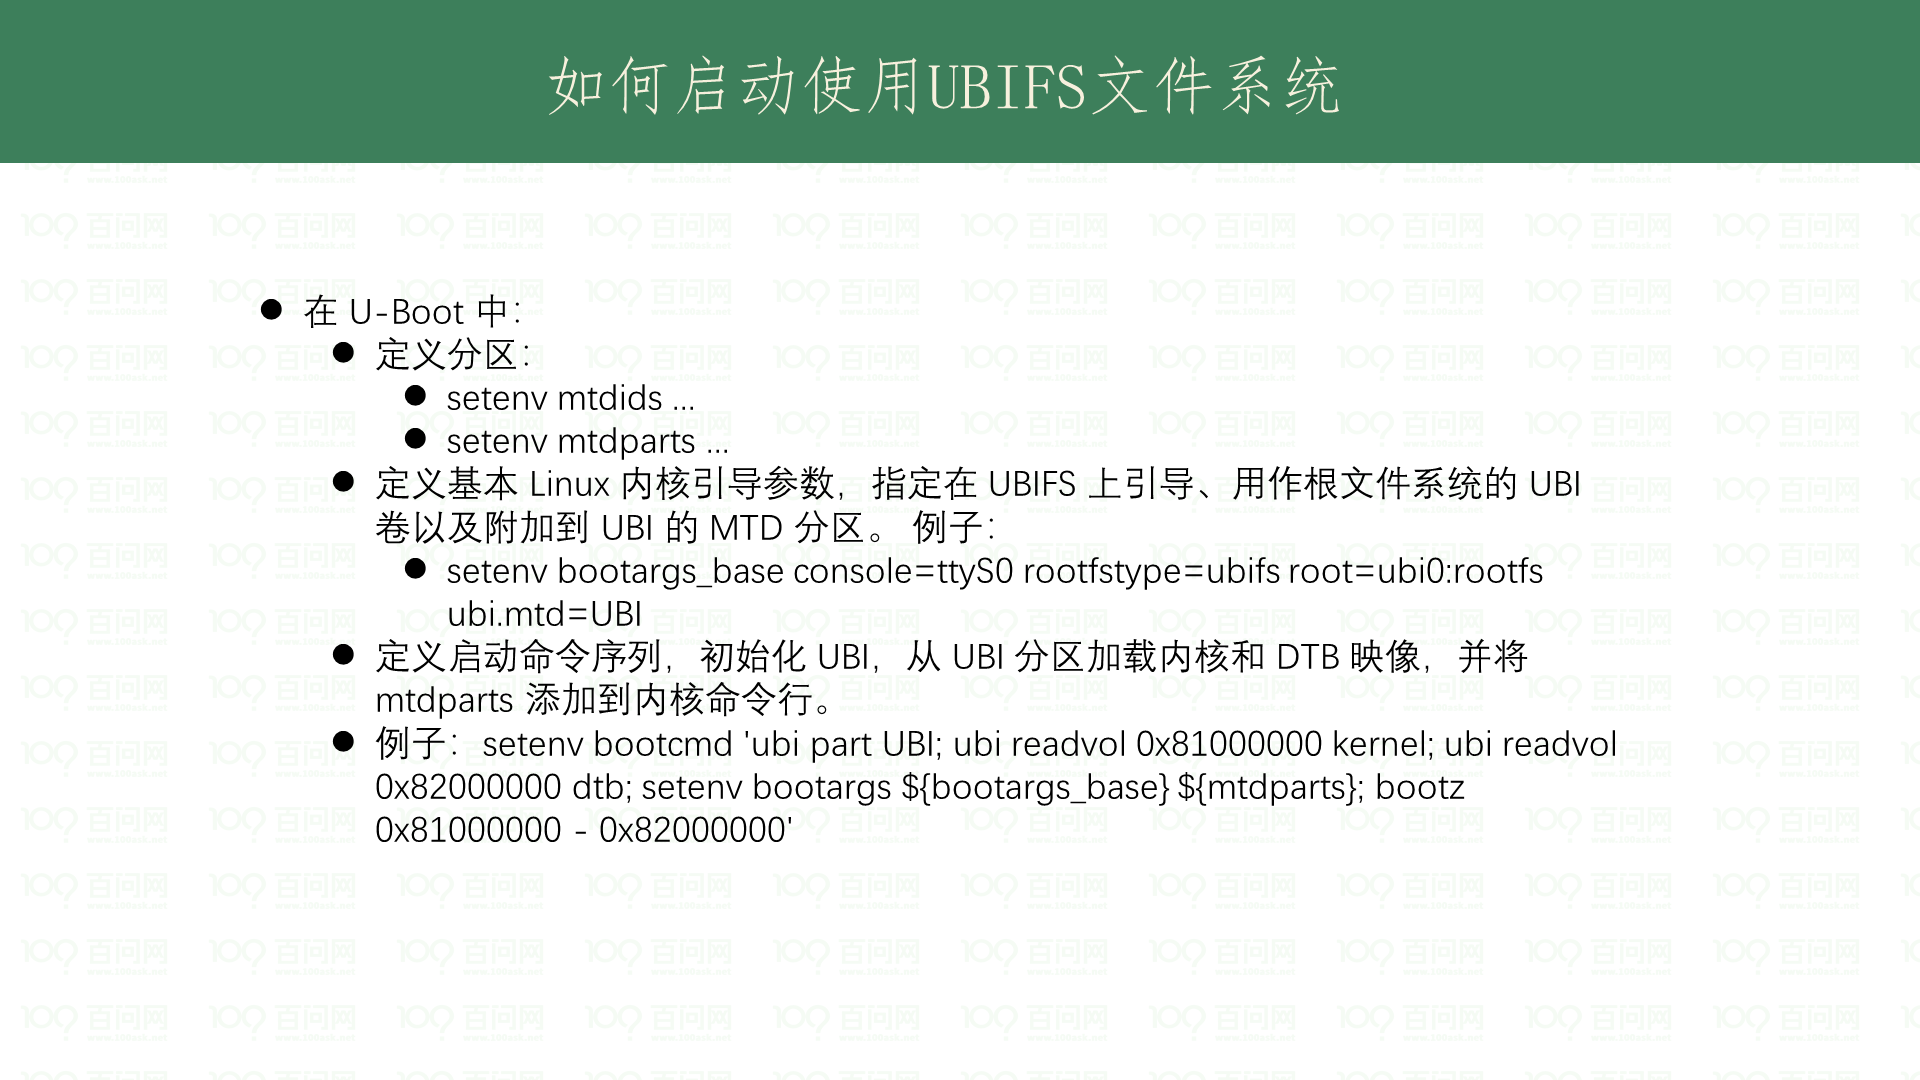 如何启动使用UBIFS文件系统
● 在 U-Boot 中：
● 定义分区：
● setenv mtdids ...
● setenv mtdparts ...
● 定义基本 Linux 内核引导参数，指定在 UBIFS 上引导、用作根文件系统的 UBI
卷以及附加到 UBI 的 MTD 分区。 例子：
● setenv bootargs_base console=ttyS0 rootfstype=ubifs root=ubi0:rootfs
ubi.mtd=UBI
● 定义启动命令序列，初始化 UBI，从 UBI 分区加载内核和 DTB 映像，并将
mtdparts 添加到内核命令行。
● 例子：setenv bootcmd 'ubi part UBI; ubi readvol 0x81000000 kernel; ubi readvol
0x82000000 dtb; setenv bootargs ${bootargs_base} ${mtdparts}; bootz
0x81000000 - 0x82000000'